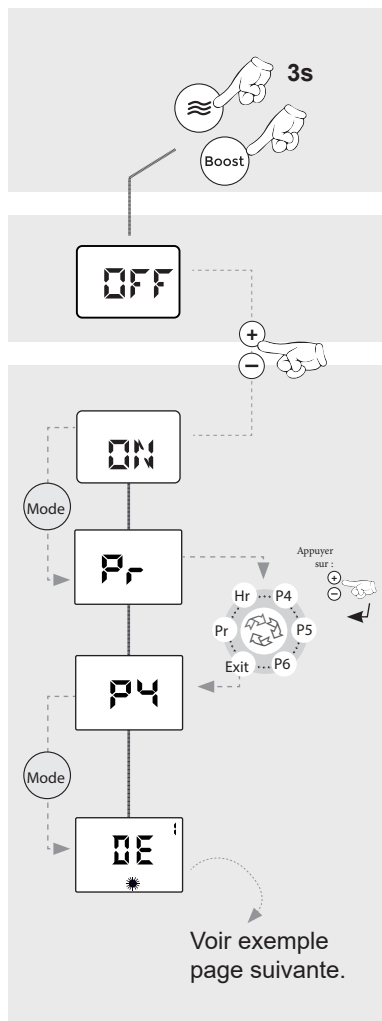 3s
Boost
OFF
+
−
ON
Mode
Pr
Appuyer
sur :
+
−
Hr
P4
Pr
P5
Exit
P6
P4
Mode
DE
1
Voir exemple
page suivante.